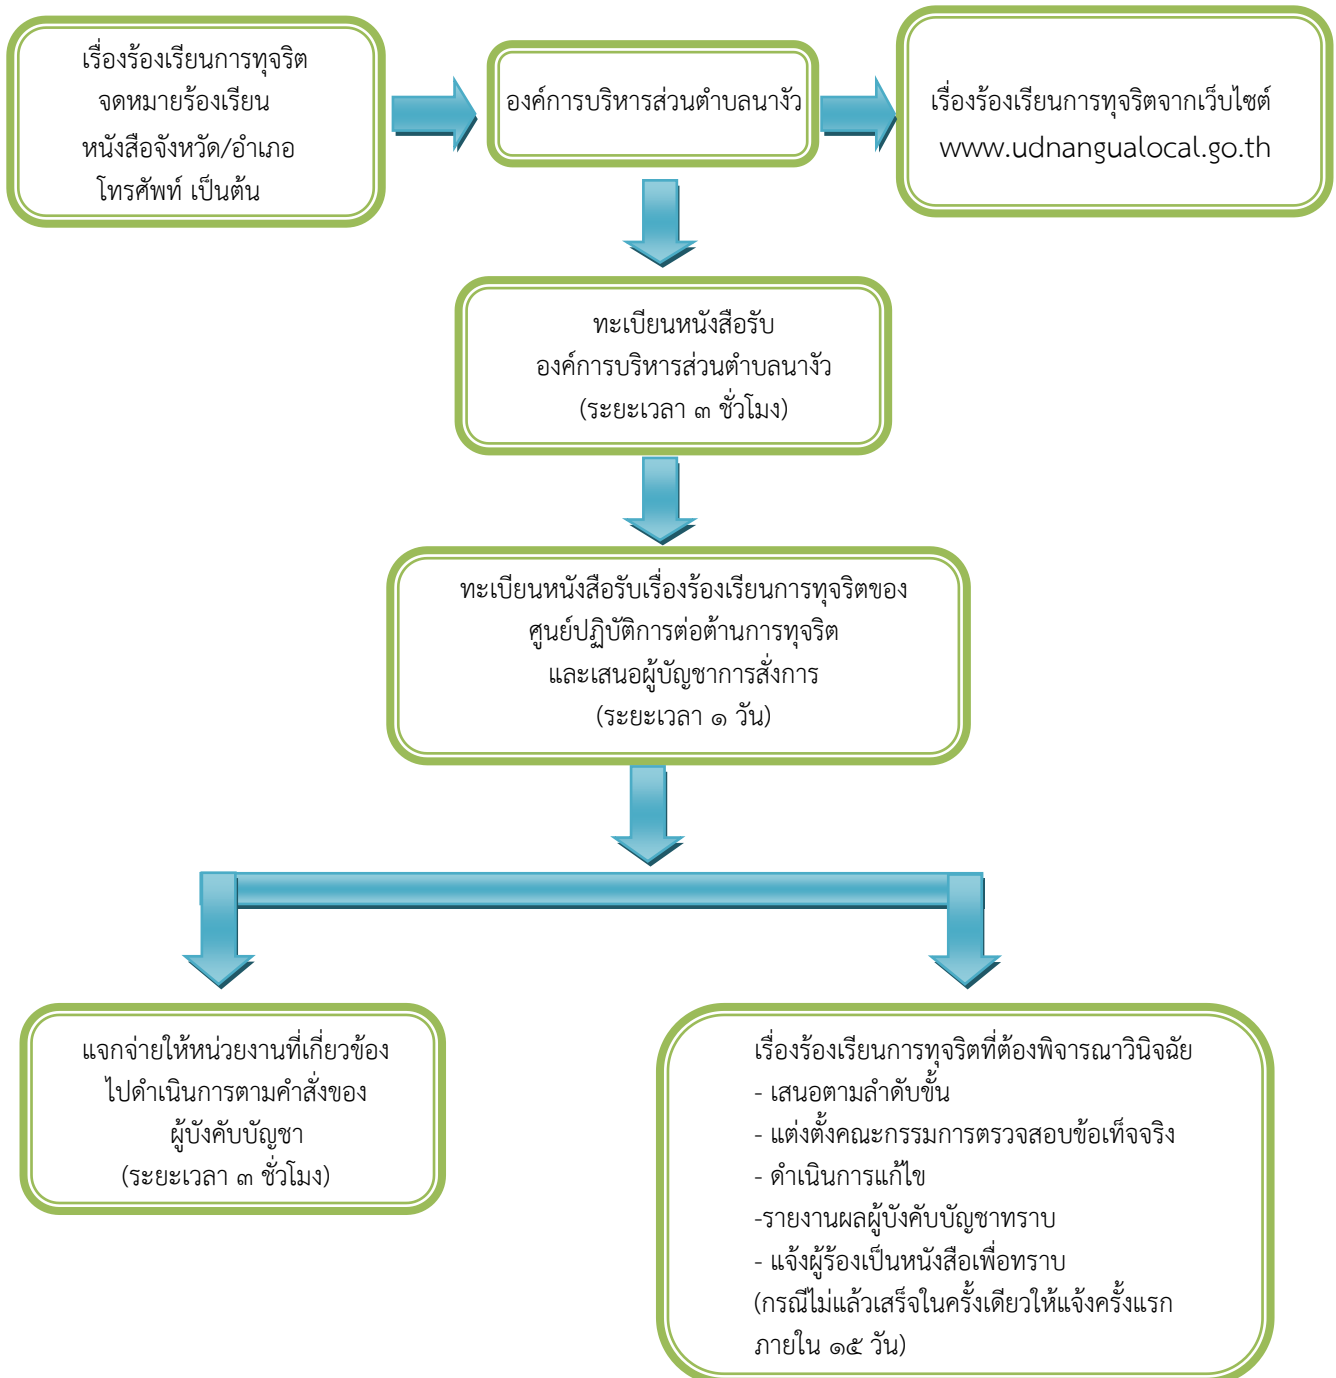 เรื่องร้องเรียนการทุจริต
จดหมายร้องเรียน
หนังสือจังหวัด/อำเภอ
โทรศัพท์ เป็นต้น
องค์การบริหารส่วนตำบลนางัว
เรื่องร้องเรียนการทุจริตจากเว็บไซต์
www.udnangualocal.go.th
ทะเบียนหนังสือรับ
องค์การบริหารส่วนตำบลนางัว
(ระยะเวลา ๓ ชั่วโมง)
ทะเบียนหนังสือรับเรื่องร้องเรียนการทุจริตของ
ศูนย์ปฏิบัติการต่อต้านการทุจริต
และเสนอผู้บัญชาการสั่งการ
(ระยะเวลา ๑ วัน)
แจกจ่ายให้หน่วยงานที่เกี่ยวข้อง
ไปดำเนินการตามคำสั่งของ
ผู้บังคับบัญชา
(ระยะเวลา ๓ ชั่วโมง)
เรื่องร้องเรียนการทุจริตที่ต้องพิจารณาวินิจฉัย
- เสนอตามลำดับขั้น
- แต่งตั้งคณะกรรมการตรวจสอบข้อเท็จจริง
- ดำเนินการแก้ไข
-รายงานผลผู้บังคับบัญชาทราบ
- แจ้งผู้ร้องเป็นหนังสือเพื่อทราบ
(กรณีไม่แล้วเสร็จในครั้งเดียวให้แจ้งครั้งแรก
ภายใน ๑๕ วัน)